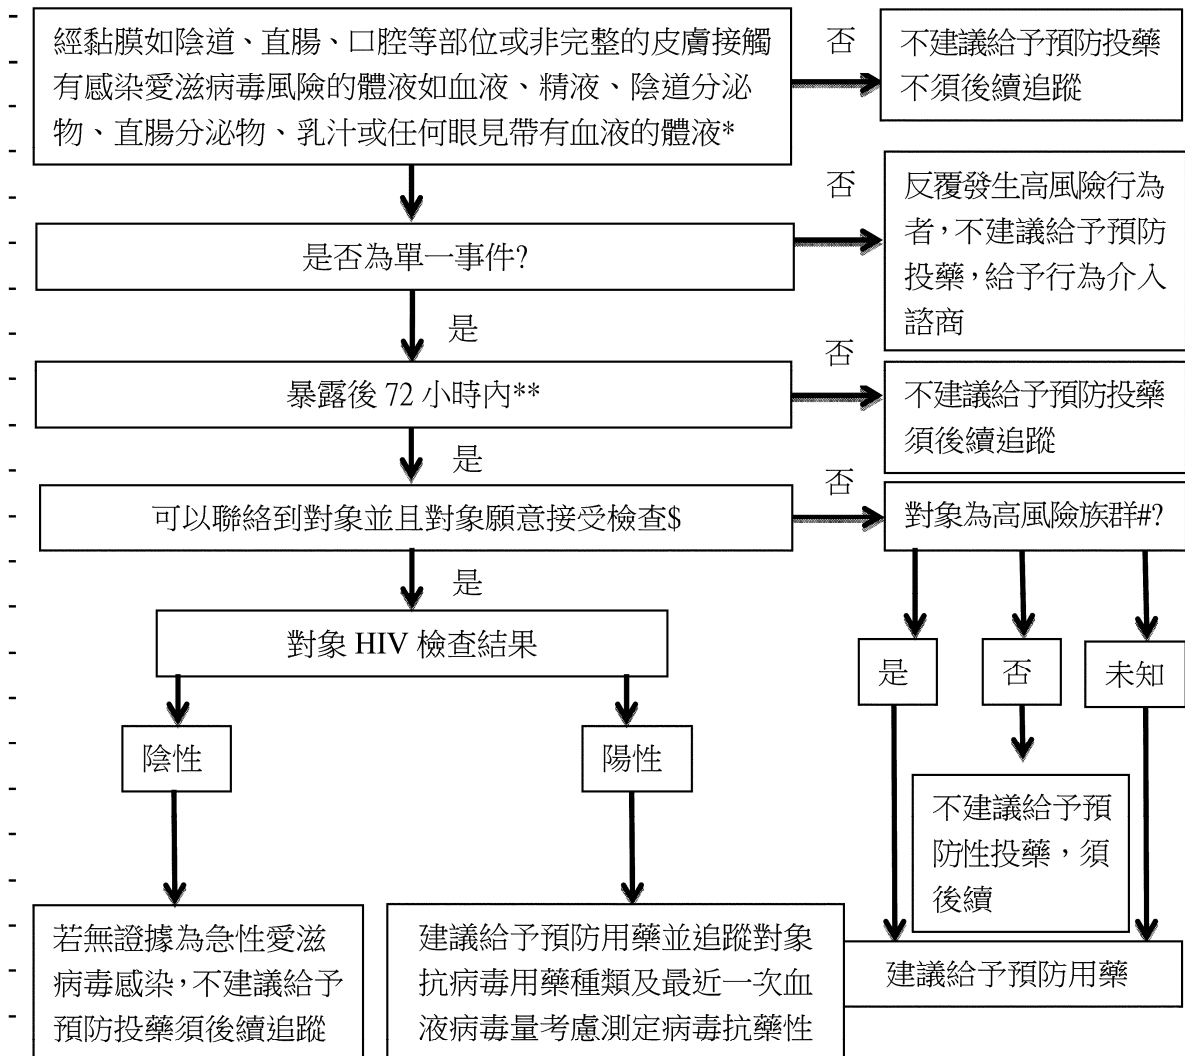 經黏膜如陰道、直腸、口腔等部位或非完整的皮膚接觸
有感染愛滋病毒風險的體液如血液、精液、陰道分泌
物、直腸分泌物、乳汁或任何眼見帶有血液的體液*
否
不建議給予預防投藥
不須後續追蹤
是否為單一事件?
否
反覆發生高風險行為
者，不建議給予預防
投藥，給予行為介入
諮商
是
暴露後 72 小時內**
否
不建議給予預防投藥
須後續追蹤
是
可以聯絡到對象並且對象願意接受檢查$
否
對象為高風險族群#?
是
對象 HIV 檢查結果
是
否
未知
陰性
陽性
不建議給予預
防性投藥，須
後續
若無證據為急性愛滋
病毒感染，不建議給予
預防投藥須後續追蹤
建議給予預防用藥並追蹤對象
抗病毒用藥種類及最近一次血
液病毒量考慮測定病毒抗藥性
建議給予預防用藥